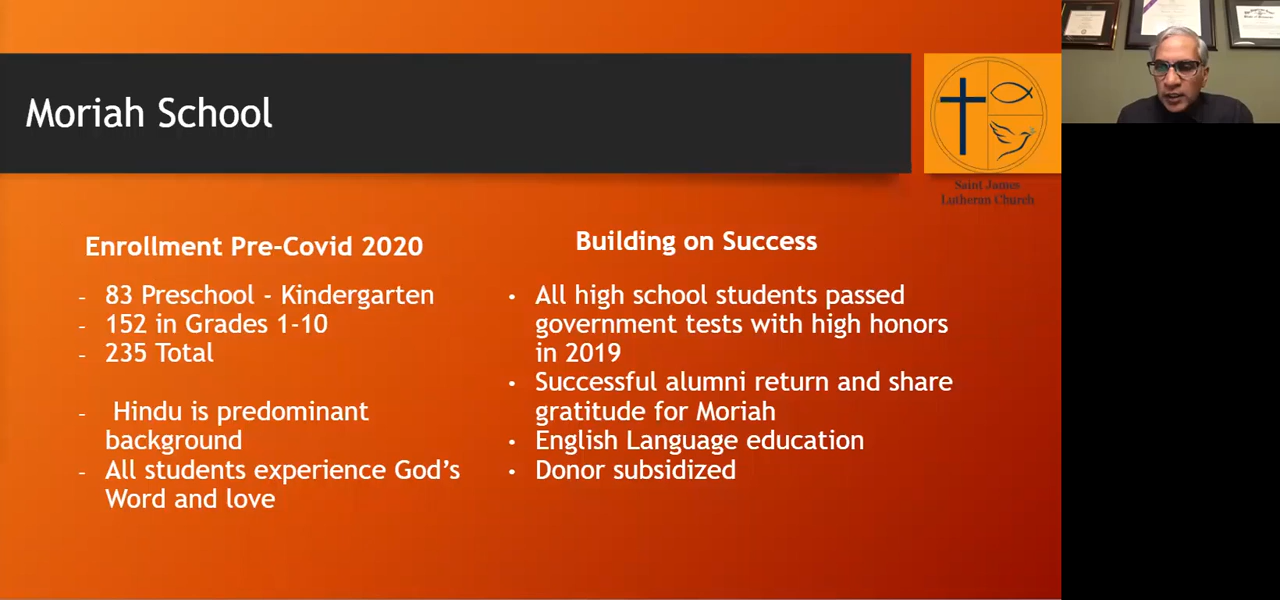 Moriah School
Saint James
Lutheran Church
Enrollment Pre-Covid 2020
- 83 Preschool - Kindergarten
- 152 in Grades 1-10
- 235 Total
- Hindu is predominant
background
- All students experience God's
Word and love
Building on Success
• All high school students passed
government tests with high honors
in 2019
• Successful alumni return and share
gratitude for Moriah
• English Language education
• Donor subsidized